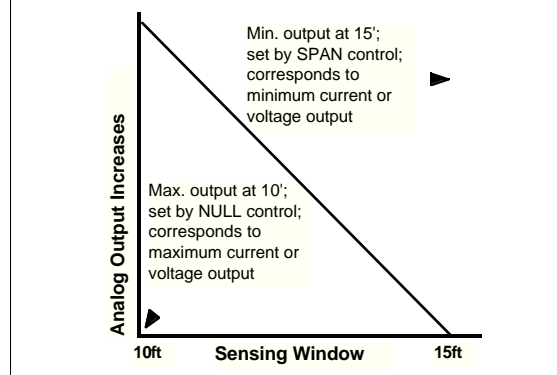 Min. output at 15';
set by SPAN control;
corresponds to
minimum current or
voltage output
Analog Output Increases
Max. output at 10';
set by NULL control;
corresponds to
maximum current or
voltage output
10ft
Sensing Window
15ft